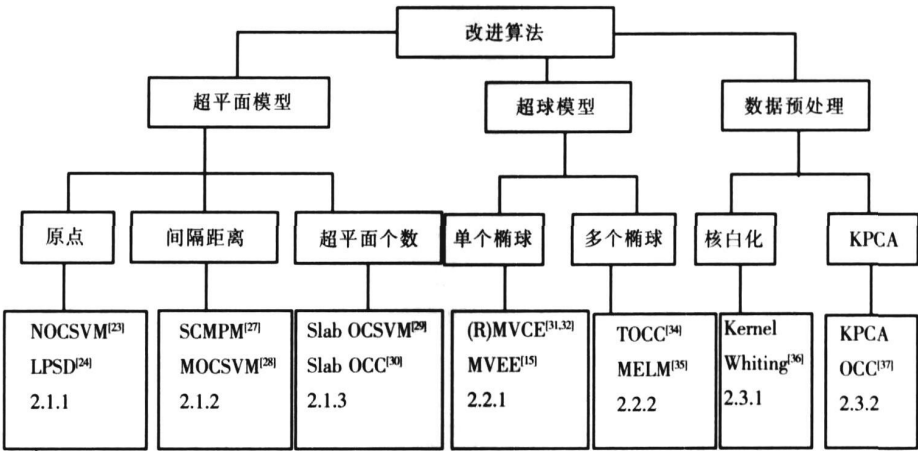 改进算法
超平面模型
超球模型
数据预处理
原点
间隔距离
超平面个数
单个椭球
多个椭球
核白化
KPCA
NOCSVM[23]
LPSD[24]
2.1.1
SCMPM[27]
MOCSVM[28]
2.1.2
Slab OCSVM[29]
Slab OCC[30]
2.1.3
(R)MVCE[31,32]
MVEE[15]
2.2.1
TOCC[34]
MELM[35]
2.2.2
Kernel
Whiting[36]
2.3.1
KPCA
OCC[37]
2.3.2